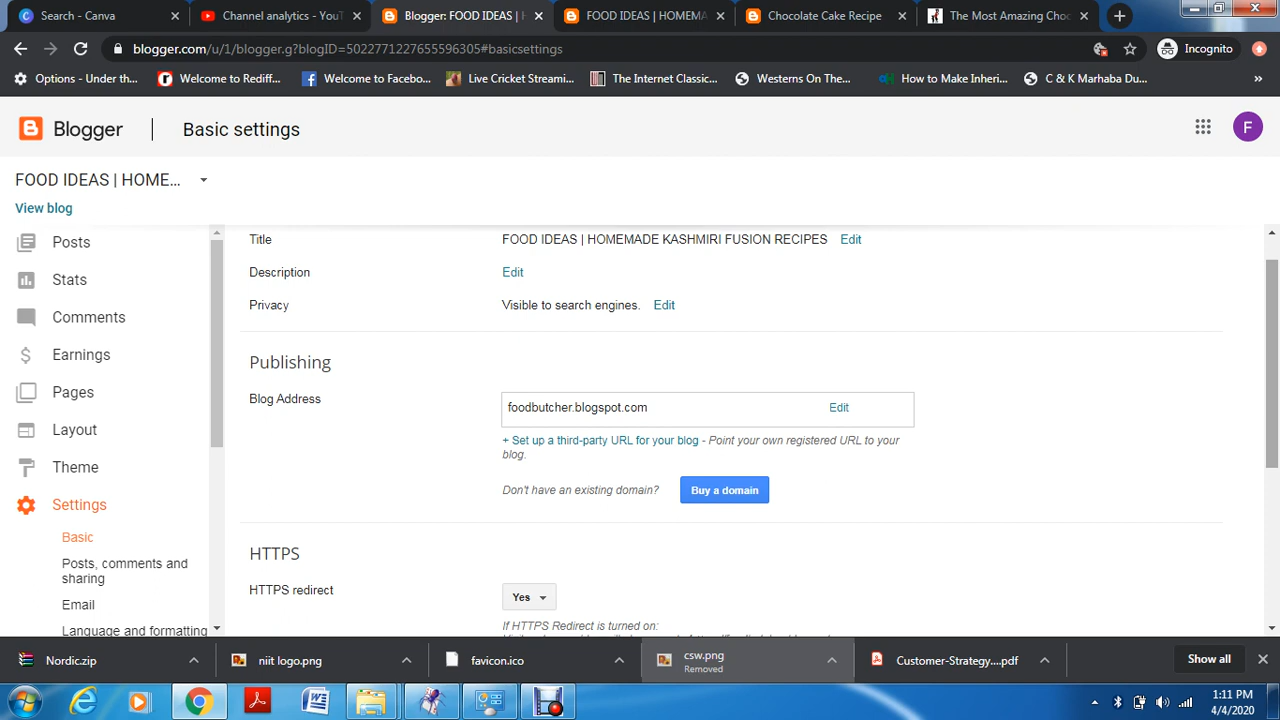 Search - Canva
Channel analytics - YouT
Blogger: FOOD IDEAS |
FOOD IDEAS | HOMEM
Chocolate Cake Recipe
The Most Amazing Choc
blogger.com/u/1/blogger.g?blogID=5022771227655596305#basicsettings
Incognito
Options - Under th...
Welcome to Rediff...
Welcome to Facebo...
Live Cricket Streami...
The Internet Classic...
Westerns On The...
How to Make Inheri...
C & K Marhaba Du...
»
Blogger
Basic settings
F
FOOD IDEAS | HOME...
View blog
Posts
Stats
Comments
Earnings
Pages
Layout
Theme
Settings
Basic
Posts, comments and
sharing
Email
Language and formatting
Title
FOOD IDEAS | HOMEMADE KASHMIRI FUSION RECIPES Edit
Description
Edit
Privacy
Visible to search engines. Edit
Publishing
Blog Address
foodbutcher.blogspot.com
Edit
+ Set up a third-party URL for your blog - Point your own registered URL to your
blog.
Don't have an existing domain?
Buy a domain
HTTPS
HTTPS redirect
Yes
If HTTPS Redirect is turned on:
Nordic.zip
niit logo.png
favicon.ico
csw.png
Removed
Customer-Strategy....pdf
Show all
1:11 PM
4/4/2020